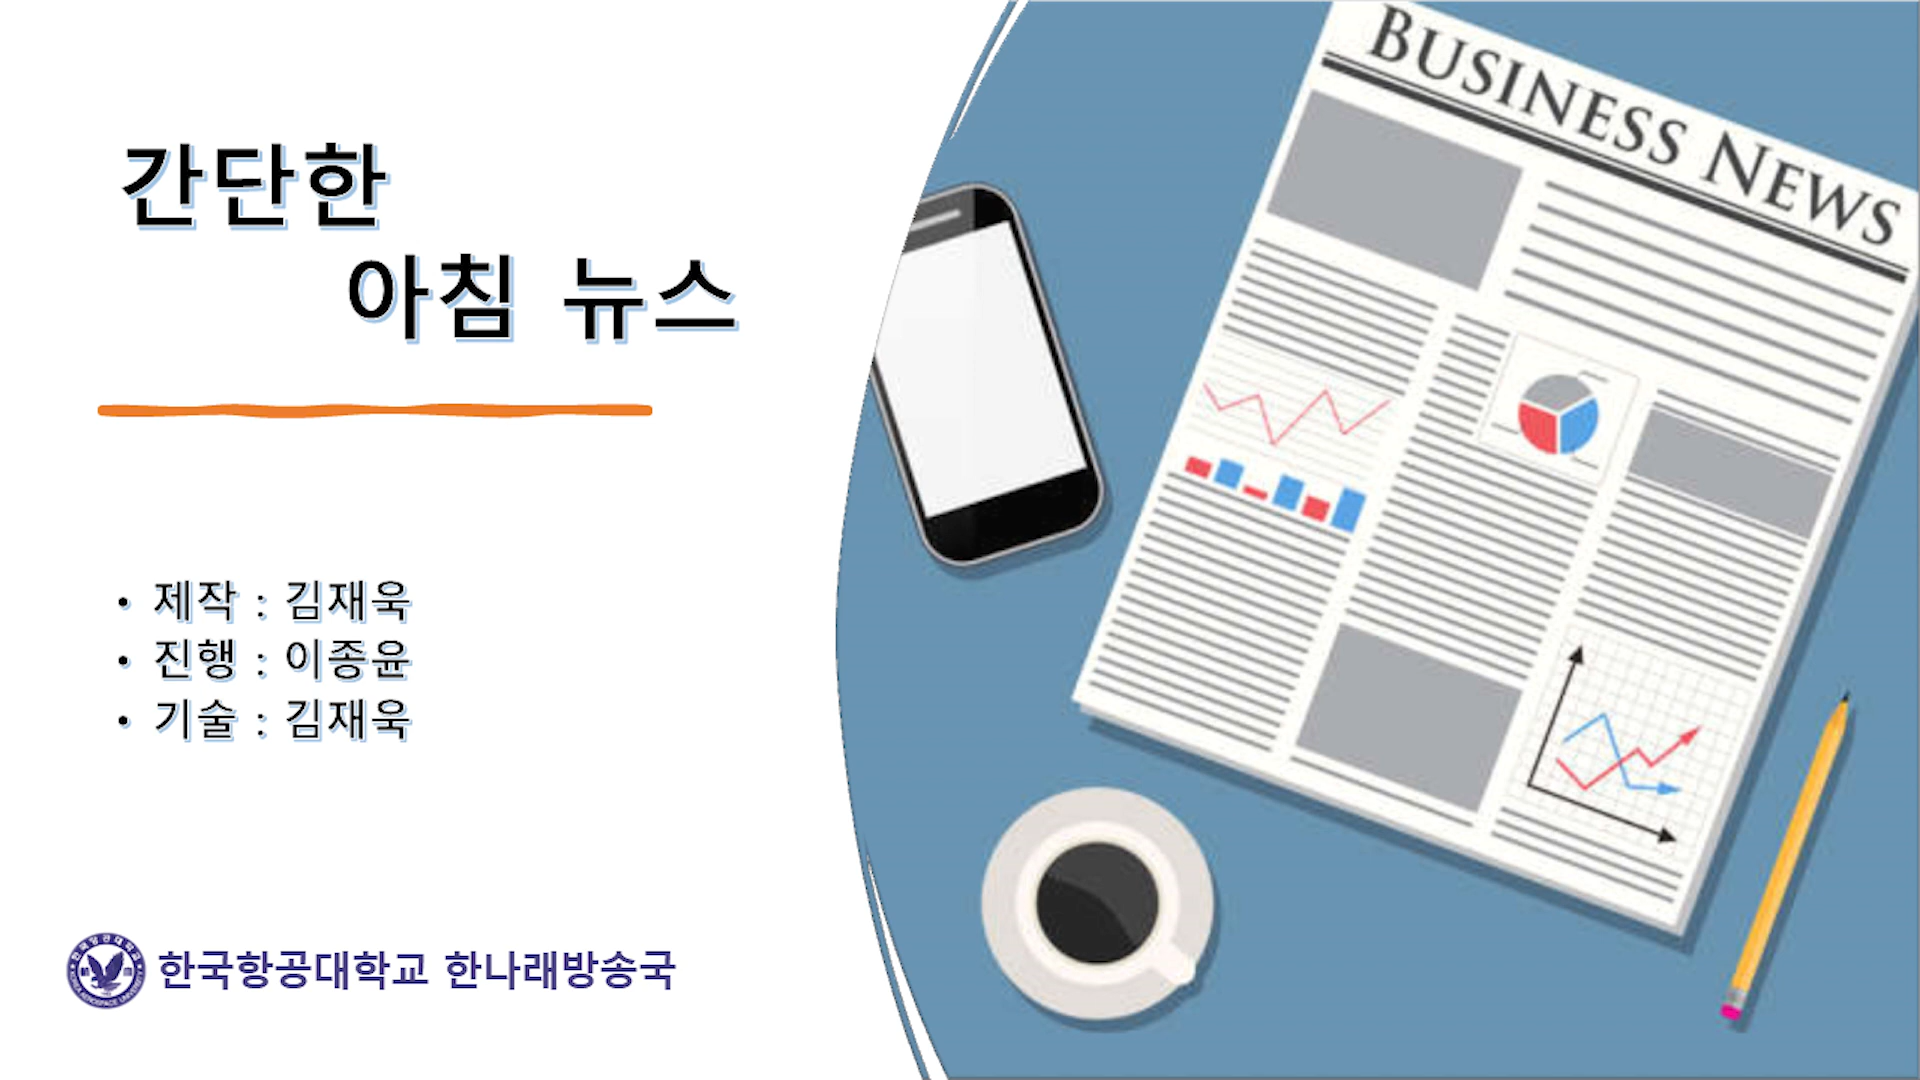 간단한
아침 뉴스
• 제작 : 김재욱
• 진행 : 이종윤
• 기술 : 김재욱
한국항공대학교 한나래방송국
BUSINESS NEWS